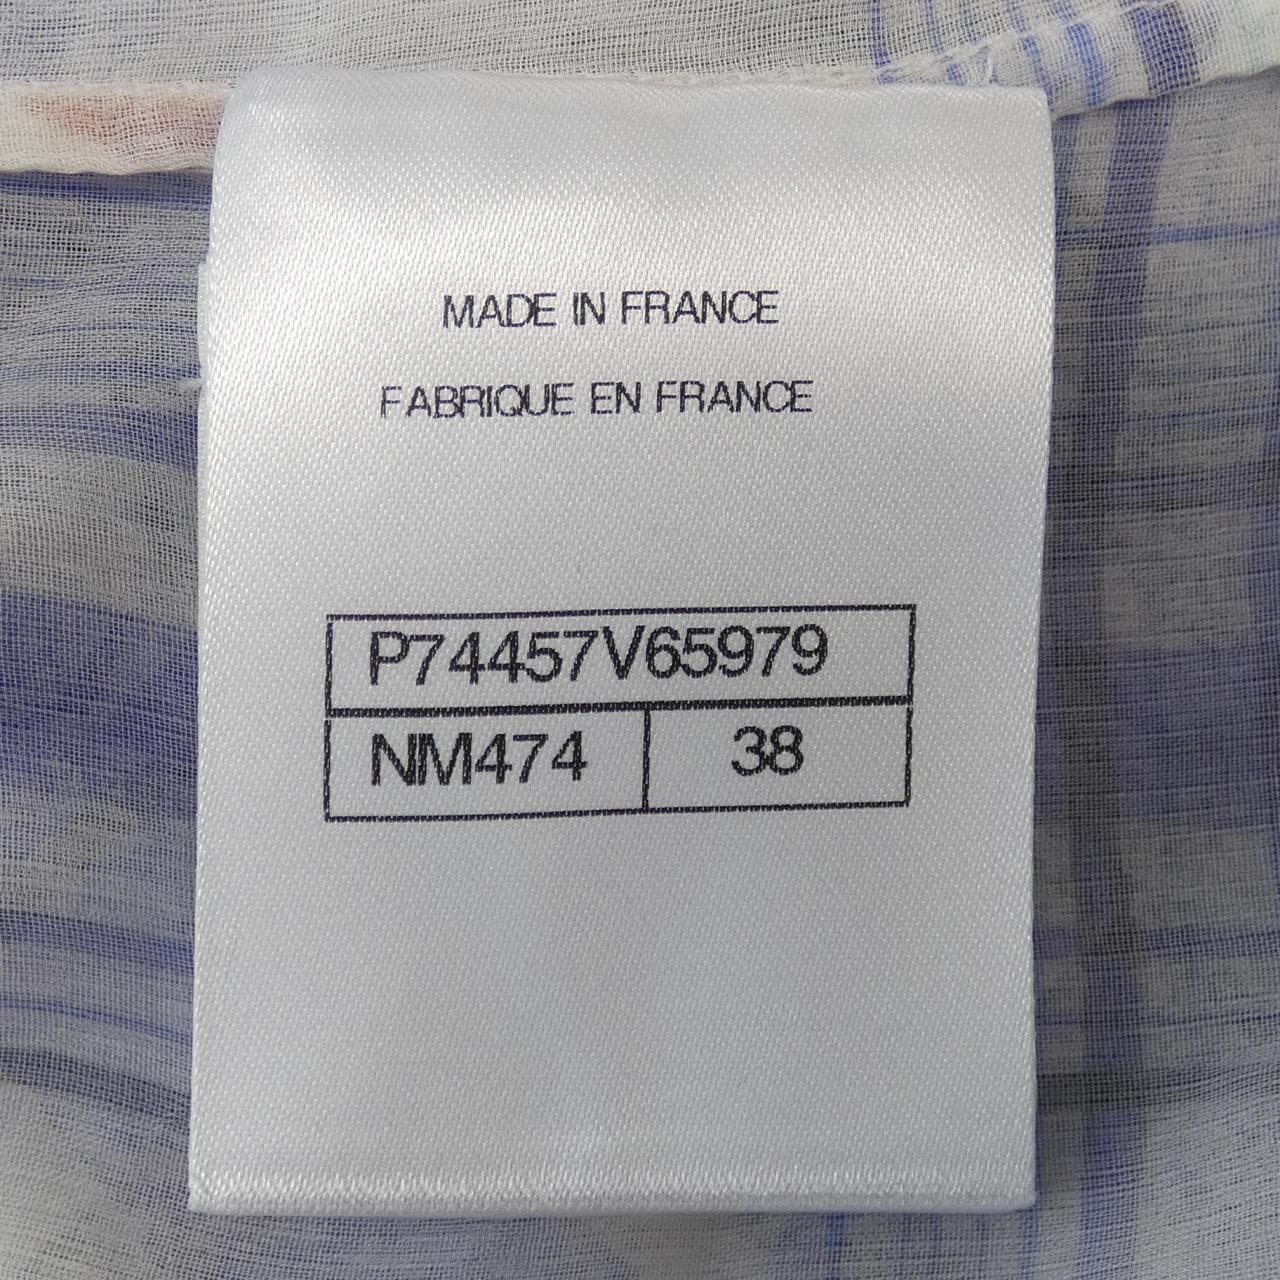 MADE IN FRANCE
FABRIQUE EN FRANCE
P74457V65979
NM474 38